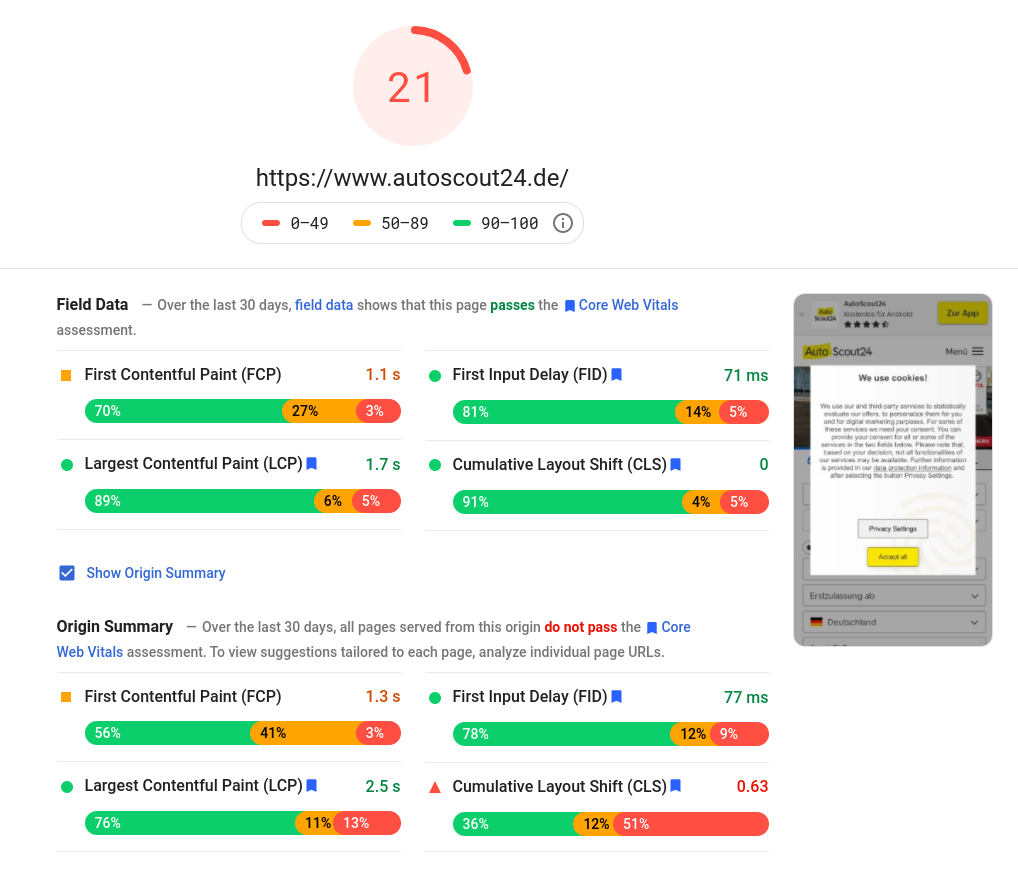 21
https://www.autoscout24.de/
0–49 50–89 90–100
Field Data — Over the last 30 days, field data shows that this page passes the Core Web Vitals
assessment.
First Contentful Paint (FCP) 1.1 s
70% 27% 3%
First Input Delay (FID) 71 ms
81% 14% 5%
Largest Contentful Paint (LCP) 1.7 s
89% 6% 5%
Cumulative Layout Shift (CLS) 0
91% 4% 5%
Show Origin Summary
Origin Summary — Over the last 30 days, all pages served from this origin do not pass the Core
Web Vitals assessment. To view suggestions tailored to each page, analyze individual page URLs.
First Contentful Paint (FCP) 1.3 s
56% 41% 3%
First Input Delay (FID) 77 ms
78% 12% 9%
Largest Contentful Paint (LCP) 2.5 s
76% 11% 13%
Cumulative Layout Shift (CLS) 0.63
36% 12% 51%
AutoScout24
Kostenlos für Android
Zur App
Auto Scout24
Auto Scout24 Menü
We use cookies!
We use our and third-party services to statistically
evaluate our offers, to personalize them for you
and for digital marketing purposes. For some of
these services we need your consent. You can
provide your consent for all or some of the
services in the two fields below. Please note that,
based on your decision, not all functionalities of
our services may be available. Further information
is provided in our data protection information and
after selecting the button Privacy Settings.
Privacy Settings
Accept all
Erstzulassung ab
Deutschland